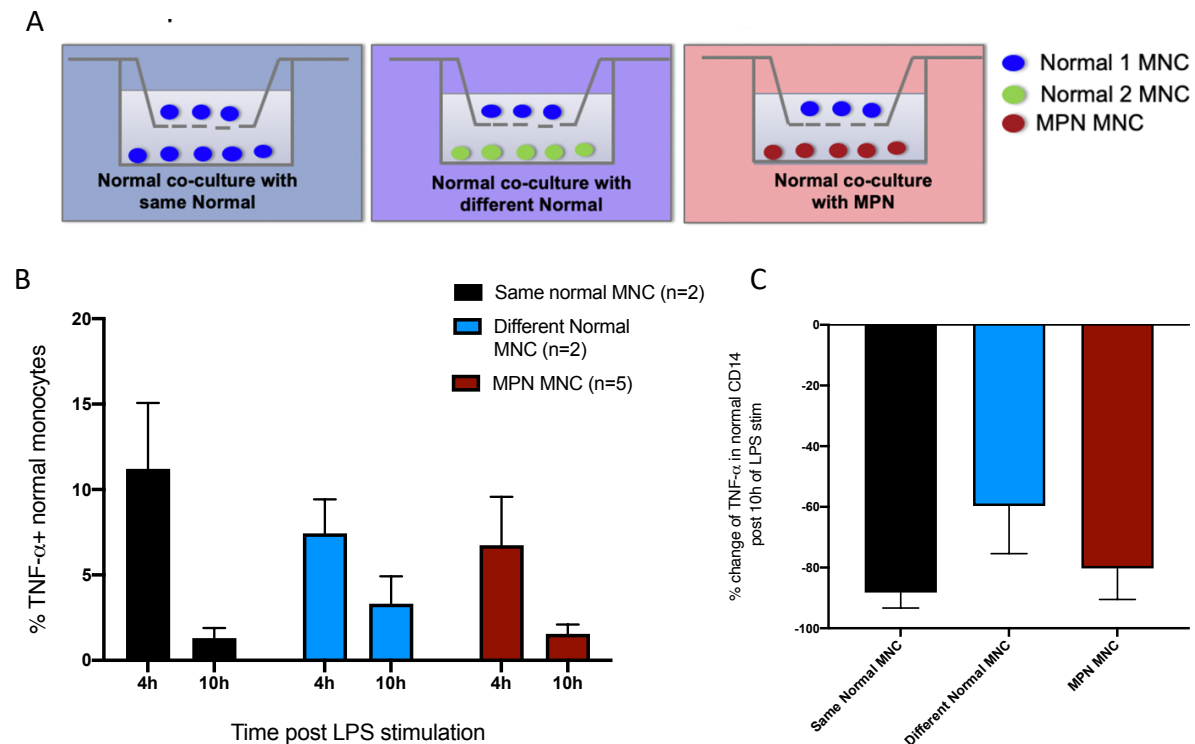 A
Normal co-culture with
same Normal
Normal co-culture with
different Normal
Normal co-culture
with MPN
Normal 1 MNC
Normal 2 MNC
MPN MNC
B
Same normal MNC (n=2)
Different Normal
MNC (n=2)
MPN MNC (n=5)
% TNF-α+ normal monocytes
20
15
10
5
0
4h
10h
4h
10h
4h
10h
Time post LPS stimulation
C
% change of TNF-α in normal CD14
post 10h of LPS stim
0
-20
-40
-60
-80
-100
Same Normal MNC
Different Normal MNC
MPN MNC